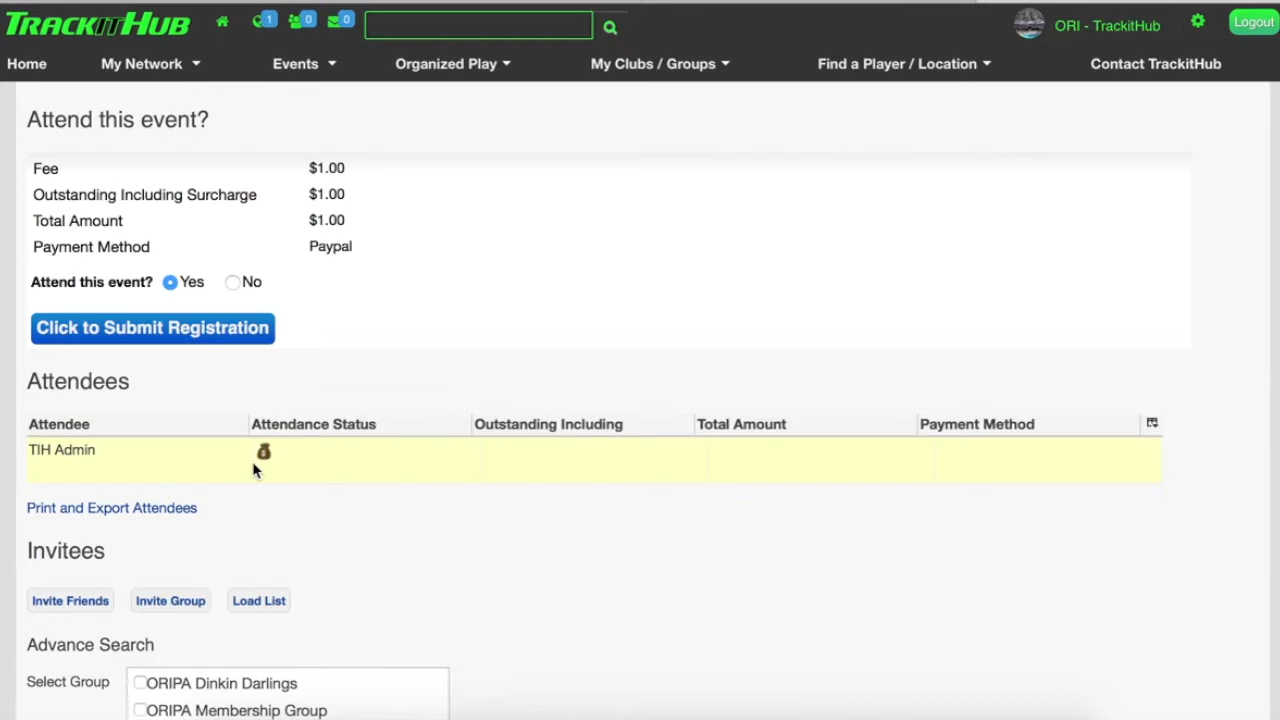 TRACKITHUB 1 0 0 ORI - TrackitHub Logout
Home My Network Events Organized Play My Clubs / Groups Find a Player / Location Contact TrackitHub
Attend this event?
Fee $1.00
Outstanding Including Surcharge $1.00
Total Amount $1.00
Payment Method Paypal
Attend this event? Yes No
Click to Submit Registration
Attendees
Attendee Attendance Status Outstanding Including Total Amount Payment Method
TIH Admin
Print and Export Attendees
Invitees
Invite Friends Invite Group Load List
Advance Search
Select Group ORIPA Dinkin Darlings
ORIPA Membership Group